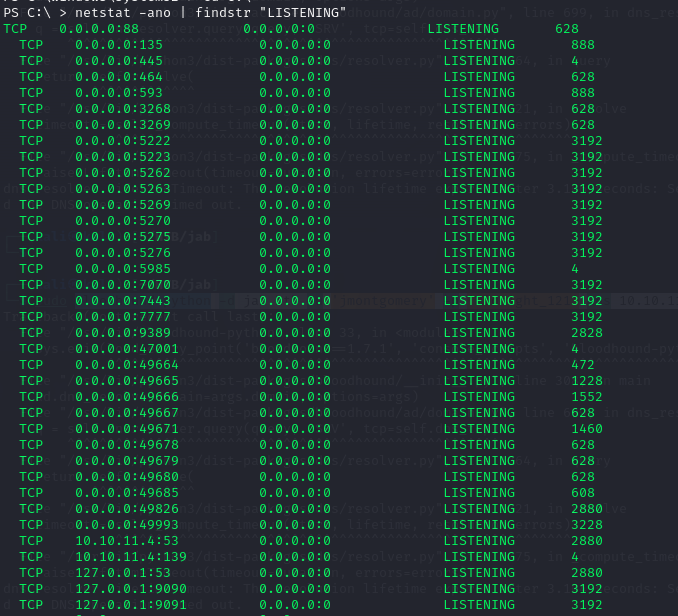 PS C:\ > netstat -ano | findstr "LISTENING"
TCP 0.0.0.0:88 0.0.0.0:0 LISTENING 628
TCP 0.0.0.0:135 0.0.0.0:0 LISTENING 888
TCP 0.0.0.0:445 0.0.0.0:0 LISTENING 4
TCP 0.0.0.0:464 0.0.0.0:0 LISTENING 628
TCP 0.0.0.0:593 0.0.0.0:0 LISTENING 888
TCP 0.0.0.0:3268 0.0.0.0:0 LISTENING 628
TCP 0.0.0.0:3269 0.0.0.0:0 LISTENING 628
TCP 0.0.0.0:5222 0.0.0.0:0 LISTENING 3192
TCP 0.0.0.0:5223 0.0.0.0:0 LISTENING 3192
TCP 0.0.0.0:5262 0.0.0.0:0 LISTENING 3192
TCP 0.0.0.0:5263 0.0.0.0:0 LISTENING 3192
TCP 0.0.0.0:5269 0.0.0.0:0 LISTENING 3192
TCP 0.0.0.0:5270 0.0.0.0:0 LISTENING 3192
TCP 0.0.0.0:5275 0.0.0.0:0 LISTENING 3192
TCP 0.0.0.0:5276 0.0.0.0:0 LISTENING 3192
TCP 0.0.0.0:5985 0.0.0.0:0 LISTENING 4
TCP 0.0.0.0:7070 0.0.0.0:0 LISTENING 3192
TCP 0.0.0.0:7443 0.0.0.0:0 LISTENING 3192
TCP 0.0.0.0:7777 0.0.0.0:0 LISTENING 3192
TCP 0.0.0.0:9389 0.0.0.0:0 LISTENING 2828
TCP 0.0.0.0:47001 0.0.0.0:0 LISTENING 4
TCP 0.0.0.0:49664 0.0.0.0:0 LISTENING 472
TCP 0.0.0.0:49665 0.0.0.0:0 LISTENING 1228
TCP 0.0.0.0:49666 0.0.0.0:0 LISTENING 1552
TCP 0.0.0.0:49667 0.0.0.0:0 LISTENING 628
TCP 0.0.0.0:49671 0.0.0.0:0 LISTENING 1460
TCP 0.0.0.0:49678 0.0.0.0:0 LISTENING 628
TCP 0.0.0.0:49679 0.0.0.0:0 LISTENING 628
TCP 0.0.0.0:49680 0.0.0.0:0 LISTENING 628
TCP 0.0.0.0:49685 0.0.0.0:0 LISTENING 608
TCP 0.0.0.0:49826 0.0.0.0:0 LISTENING 2880
TCP 0.0.0.0:49993 0.0.0.0:0 LISTENING 3228
TCP 10.10.11.4:53 0.0.0.0:0 LISTENING 2880
TCP 10.10.11.4:139 0.0.0.0:0 LISTENING 4
TCP 127.0.0.1:53 0.0.0.0:0 LISTENING 2880
TCP 127.0.0.1:9090 0.0.0.0:0 LISTENING 3192
TCP 127.0.0.1:9091 0.0.0.0:0 LISTENING 3192